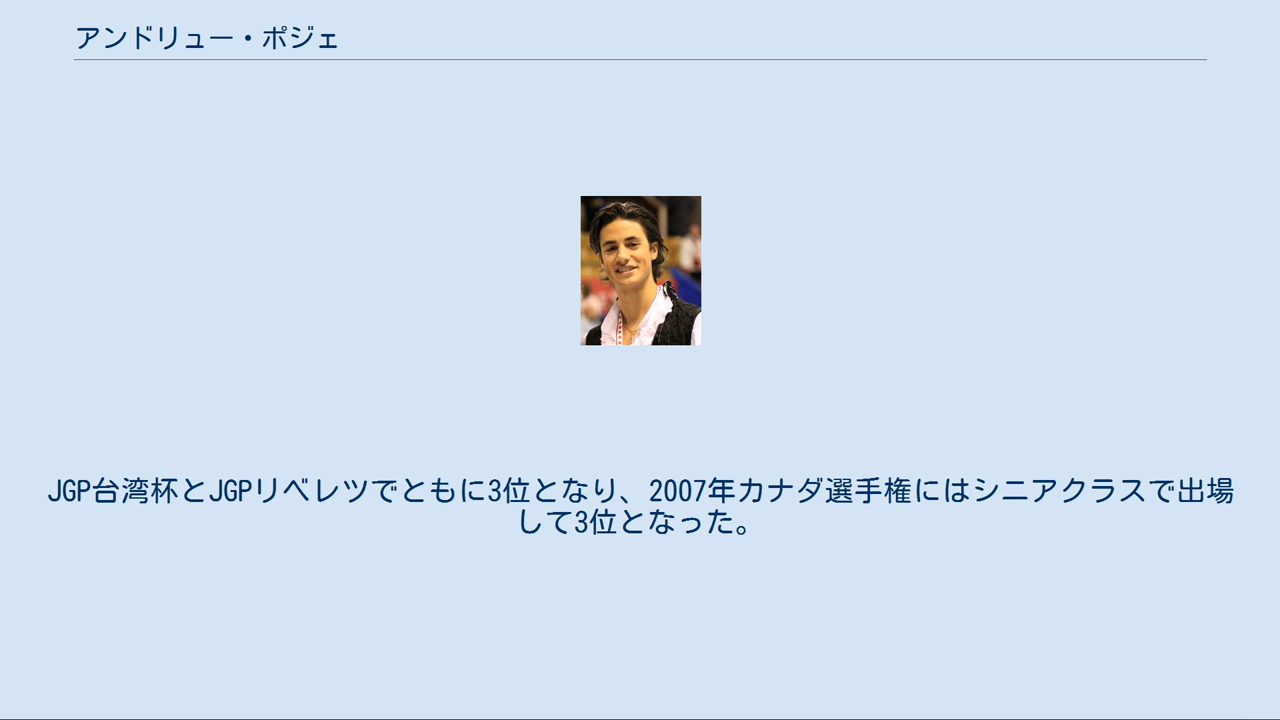 アンドリュー・ポジェ
JGP台湾杯とJGPリベレツでともに3位となり、2007年カナダ選手権にはシニアクラスで出場
して3位となった。